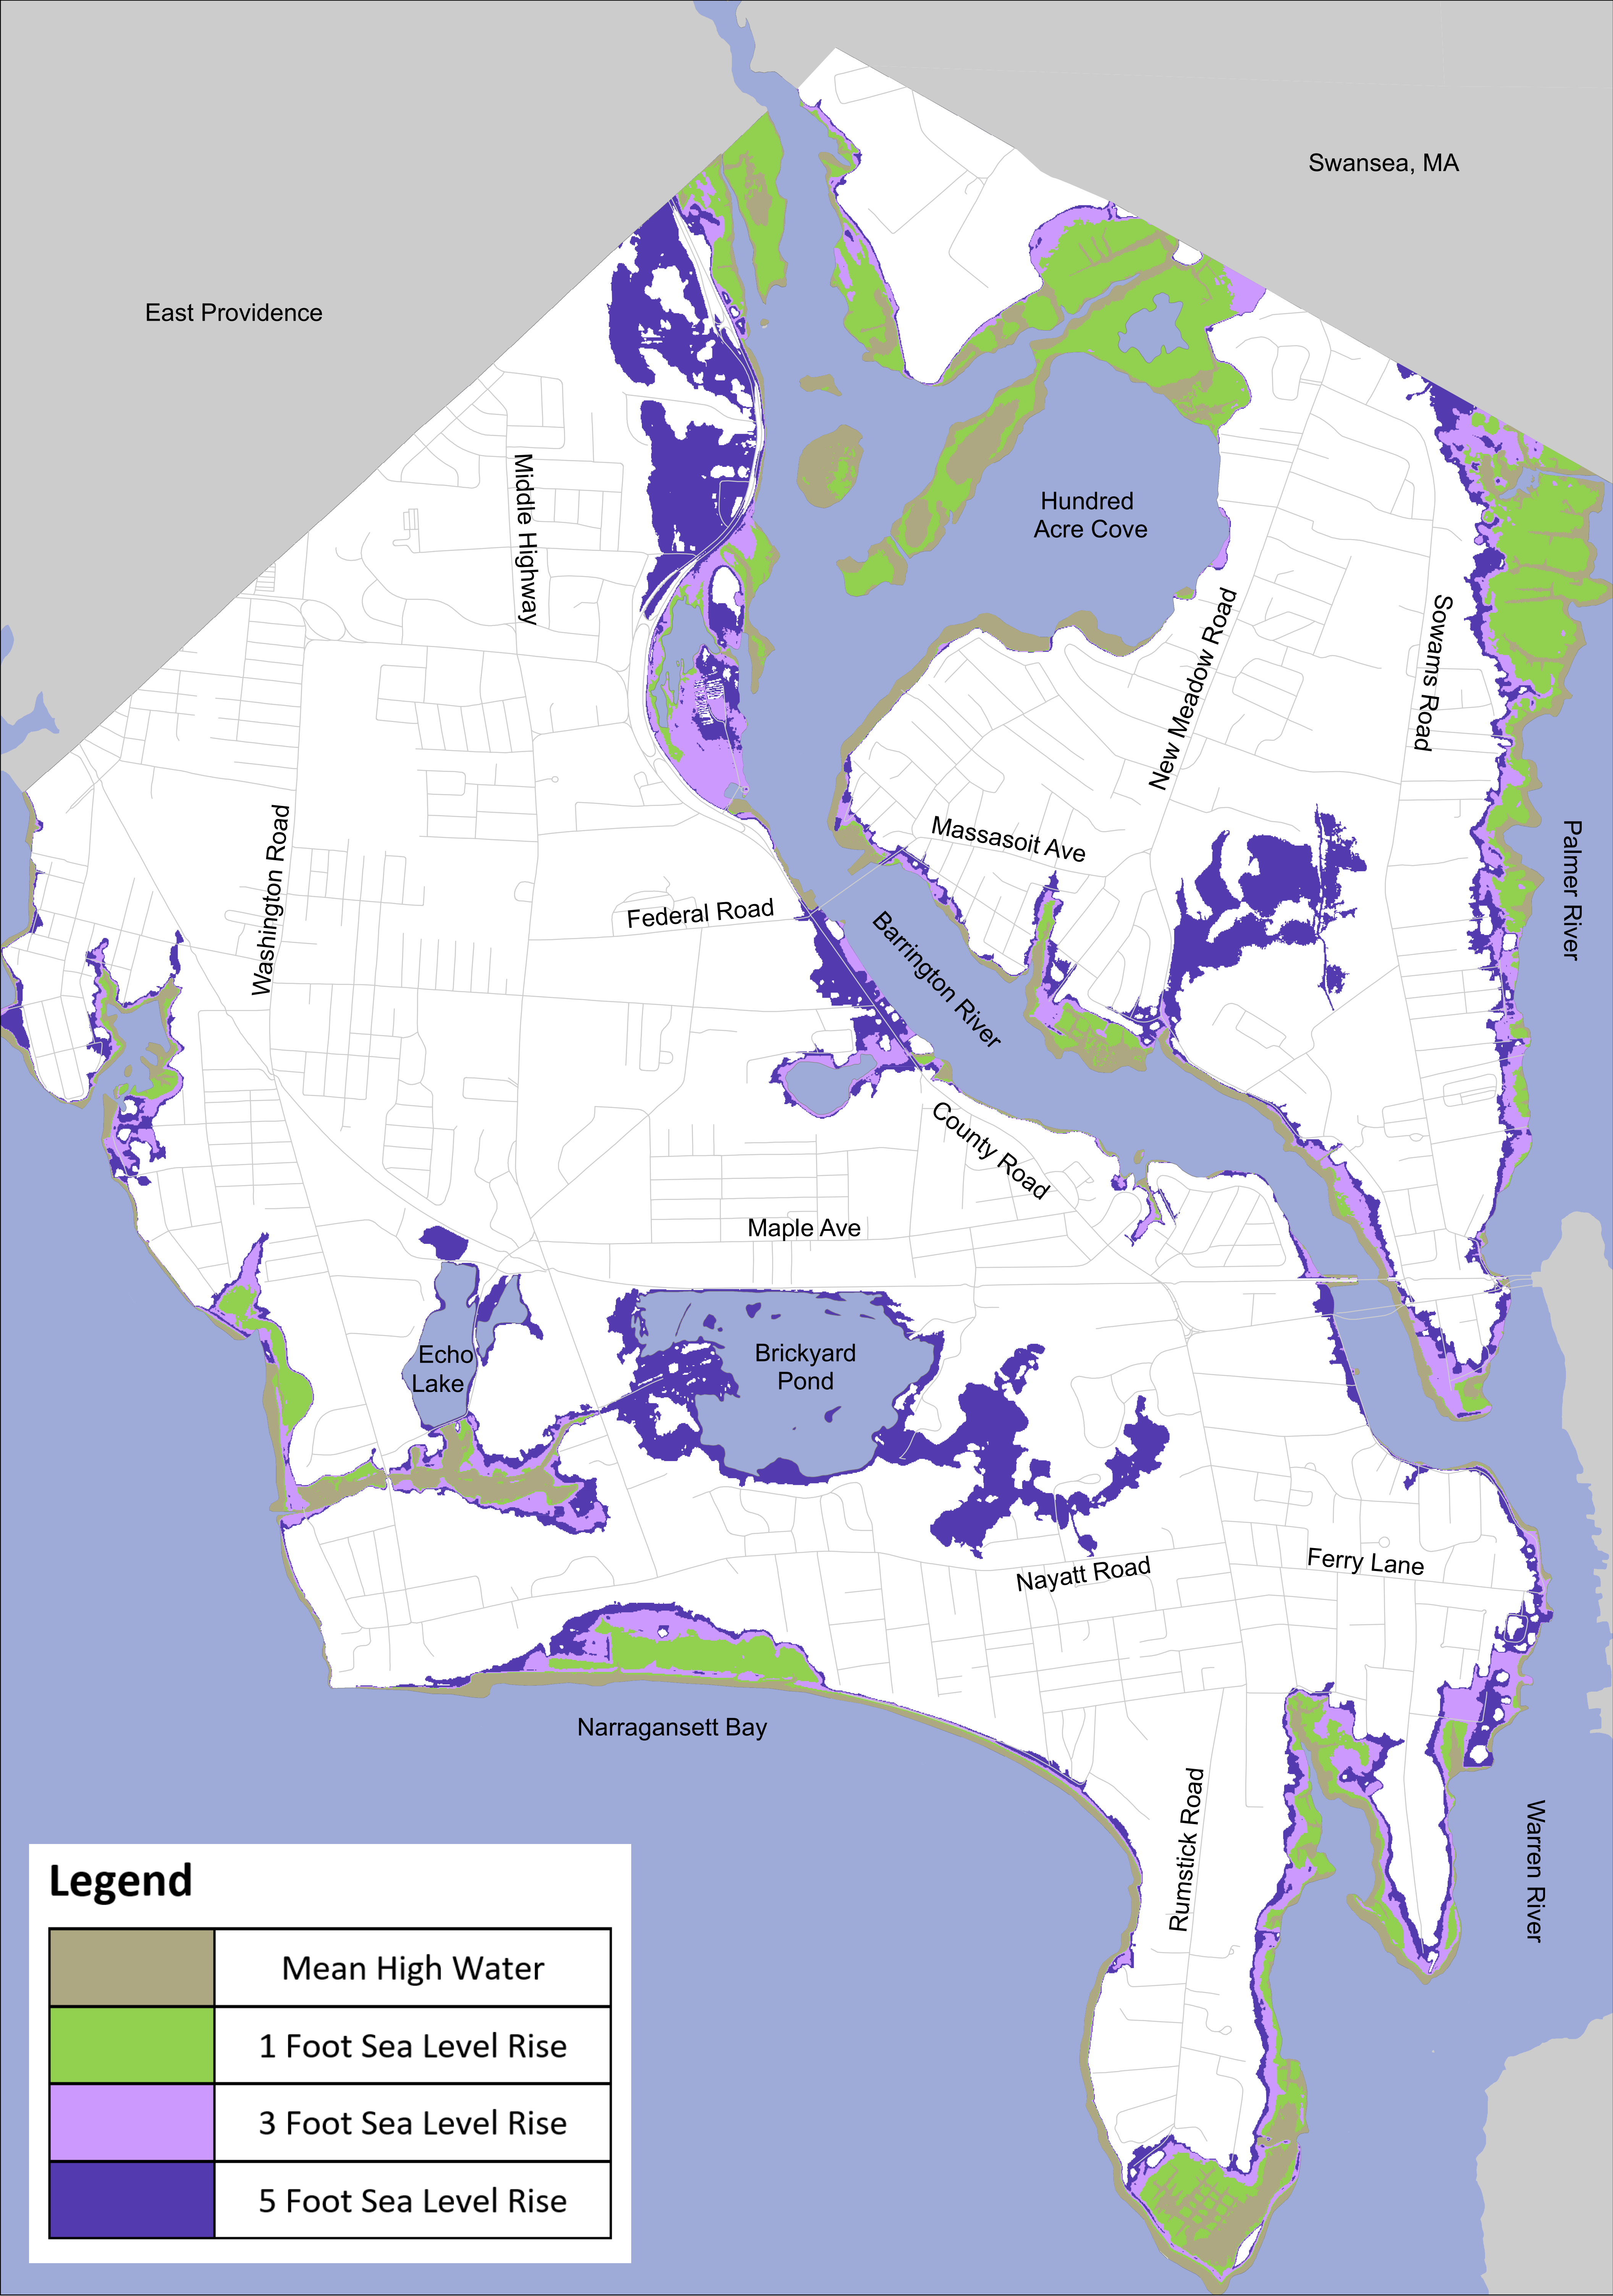 Swansea, MA
East Providence
Hundred
Acre Cove
Middle Highway
New Meadow Road
Sowams Road
Washington Road
Massasoit Ave
Palmer River
Federal Road
Barrington River
County Road
Maple Ave
Echo
Lake
Brickyard
Pond
Nayatt Road
Ferry Lane
Narragansett Bay
Rumstick Road
Warren River
Legend
Mean High Water
1 Foot Sea Level Rise
3 Foot Sea Level Rise
5 Foot Sea Level Rise